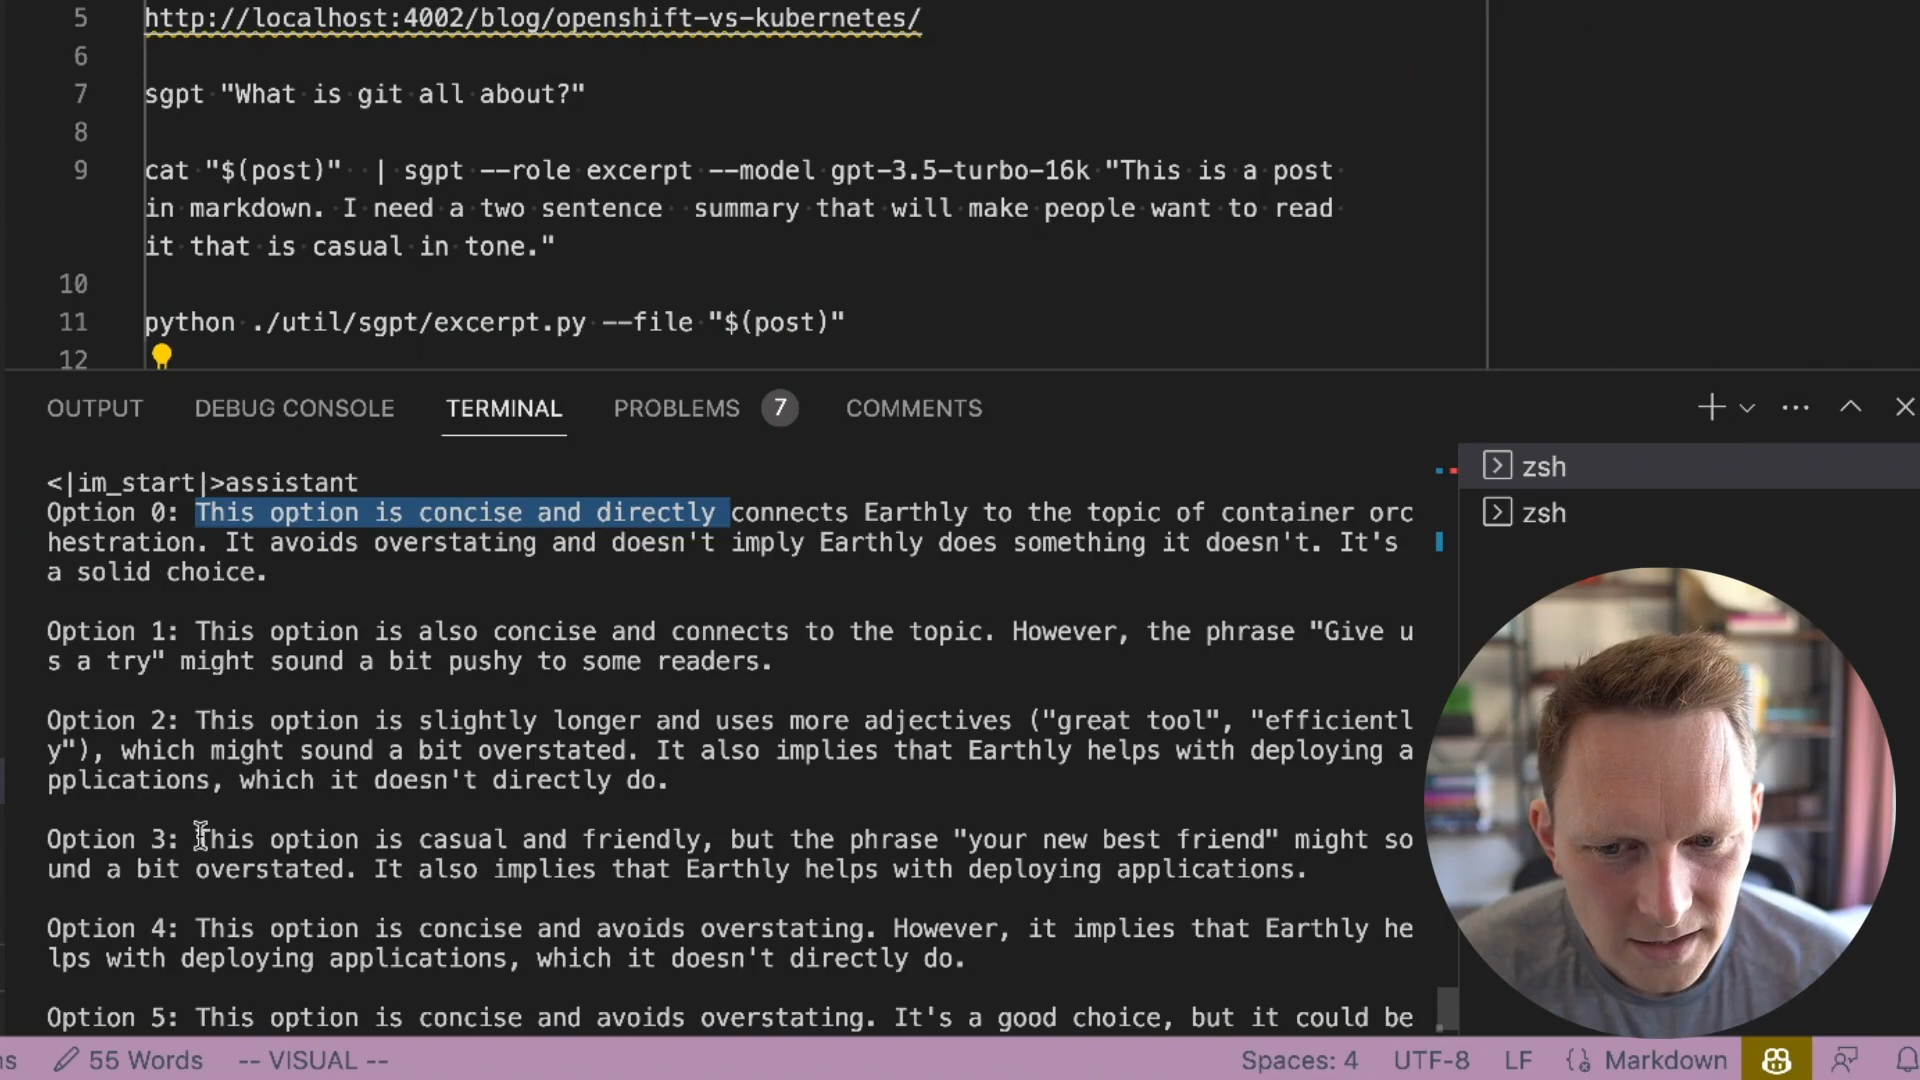 5 http://localhost:4002/blog/openshift-vs-kubernetes/
6
7 sgpt "What is git all about?"
8
9 cat "$(post)"  | sgpt --role excerpt --model gpt-3.5-turbo-16k "This is a post
in markdown. I need a two sentence  summary that will make people want to read
it that is casual in tone."
10
11 python ./util/sgpt/excerpt.py --file "$(post)"
12
OUTPUT DEBUG CONSOLE TERMINAL PROBLEMS 7 COMMENTS
<|im_start|>assistant
Option 0: This option is concise and directly connects Earthly to the topic of container orc
hestration. It avoids overstating and doesn't imply Earthly does something it doesn't. It's
a solid choice.
Option 1: This option is also concise and connects to the topic. However, the phrase "Give u
s a try" might sound a bit pushy to some readers.
Option 2: This option is slightly longer and uses more adjectives ("great tool", "efficientl
y"), which might sound a bit overstated. It also implies that Earthly helps with deploying a
pplications, which it doesn't directly do.
Option 3: This option is casual and friendly, but the phrase "your new best friend" might so
und a bit overstated. It also implies that Earthly helps with deploying applications.
Option 4: This option is concise and avoids overstating. However, it implies that Earthly he
lps with deploying applications, which it doesn't directly do.
Option 5: This option is concise and avoids overstating. It's a good choice, but it could be
zsh
zsh
55 Words -- VISUAL -- Spaces: 4 UTF-8 LF Markdown